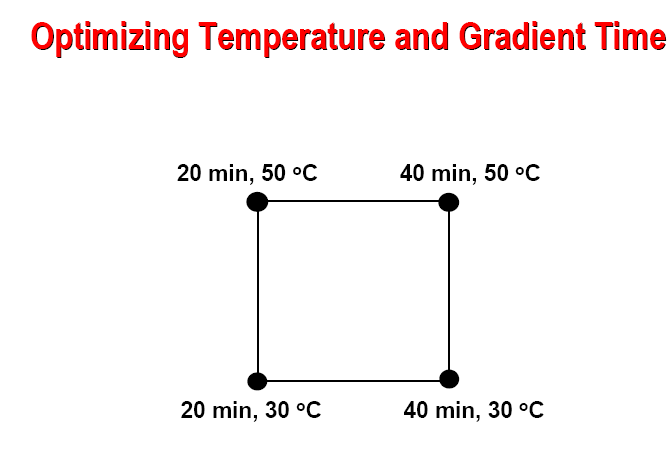 Optimizing Temperature and Gradient Time
20 min, 50 °C
40 min, 50 °C
20 min, 30 °C
40 min, 30 °C